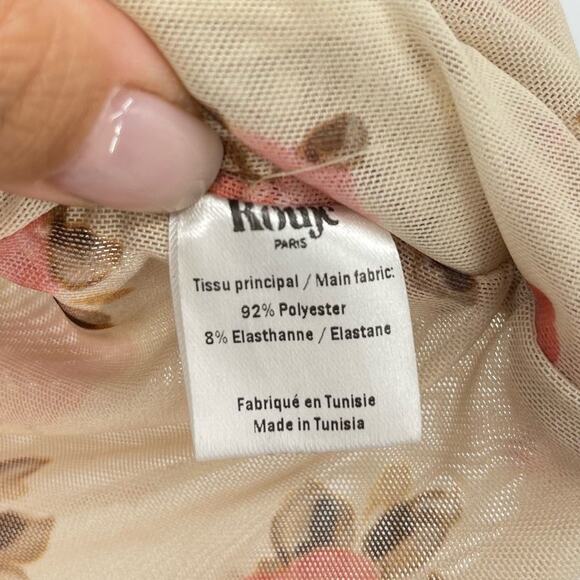 Rouje
PARIS
Tissu principal / Main fabric:
92% Polyester
8% Elasthanne / Elastane
Fabriqué en Tunisie
Made in Tunisia